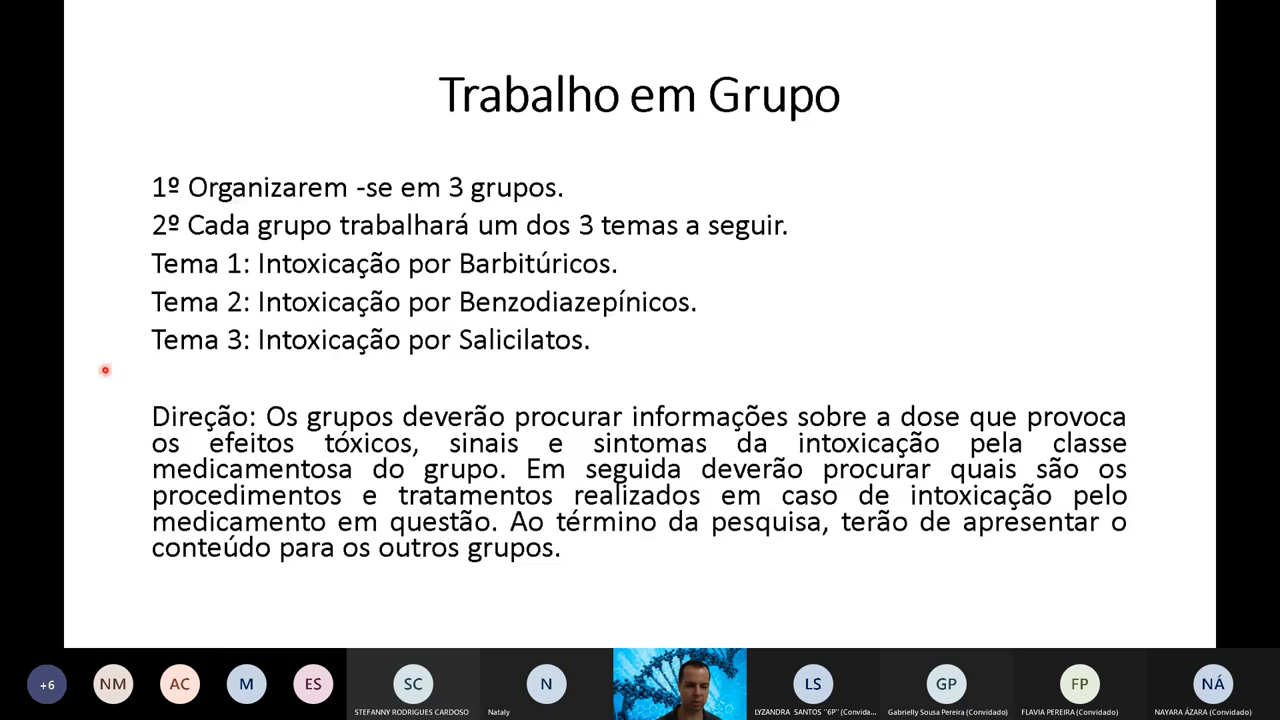 Trabalho em Grupo
1º Organizarem -se em 3 grupos.
2º Cada grupo trabalhará um dos 3 temas a seguir.
Tema 1: Intoxicação por Barbitúricos.
Tema 2: Intoxicação por Benzodiazepínicos.
Tema 3: Intoxicação por Salicilatos.
Direção: Os grupos deverão procurar informações sobre a dose que provoca
os efeitos tóxicos, sinais e sintomas da intoxicação pela classe
medicamentosa do grupo. Em seguida deverão procurar quais são os
procedimentos e tratamentos realizados em caso de intoxicação pelo
medicamento em questão. Ao término da pesquisa, terão de apresentar o
conteúdo para os outros grupos.
+6 NM AC M ES SC N LS GP FP NÁ
STEFANNY RODRIGUES CARDOSO Nataly LYZANDRA SANTOS "6P" (Convida... Gabrielly Sousa Pereira (Convidado) FLAVIA PEREIRA (Convidado) NAYARA ÁZARA (Convidado)